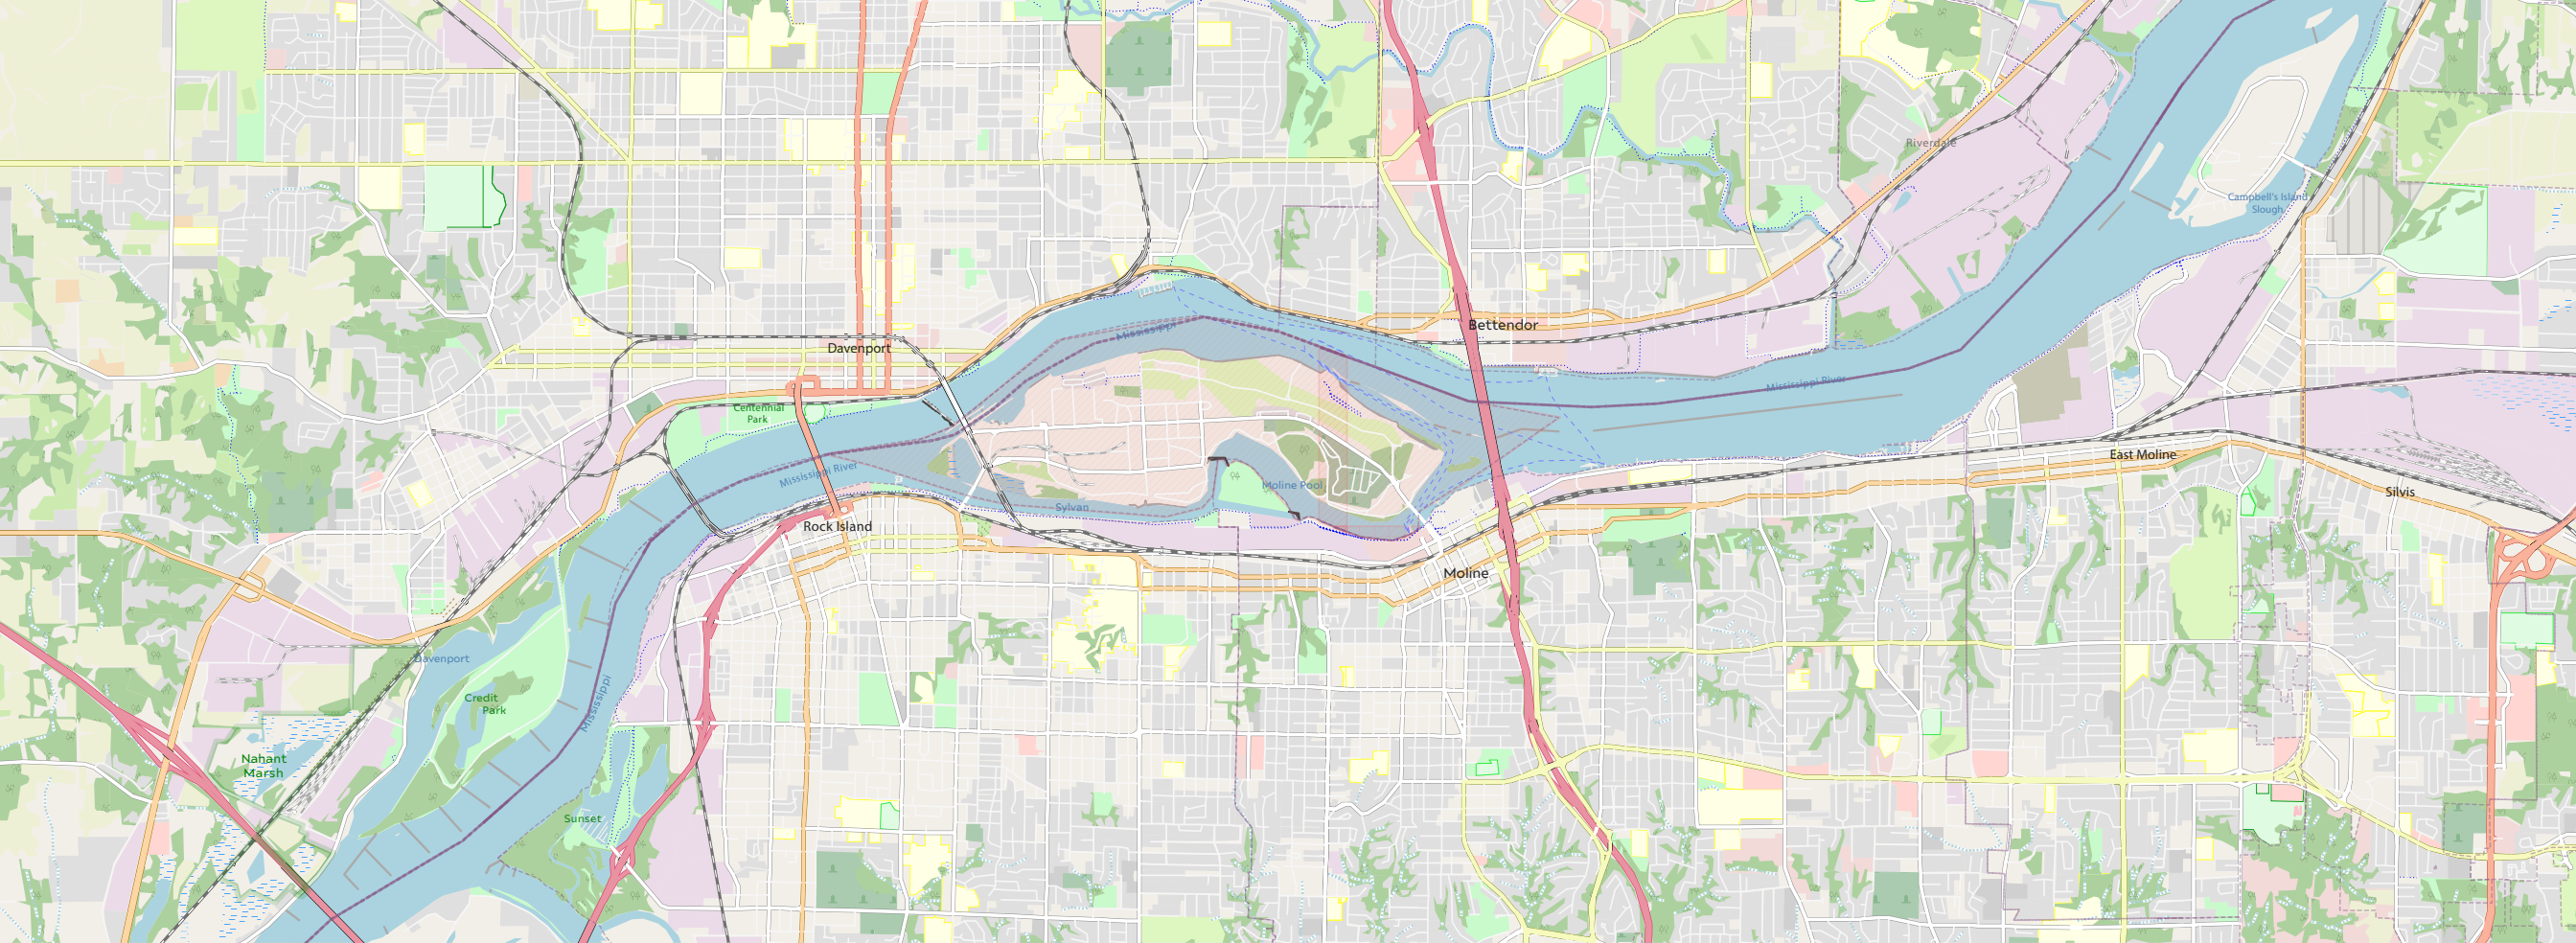 Riverdale
Campbell's Island
Slough
Mississippi
Bettendor
Davenport
Mississippi River
Centennial
Park
East Moline
Mississippi River
Moline Pool
Silvis
Sylvan
Rock Island
Moline
Davenport
Credit
Park
Mississippi
Nahant
Marsh
Sunset